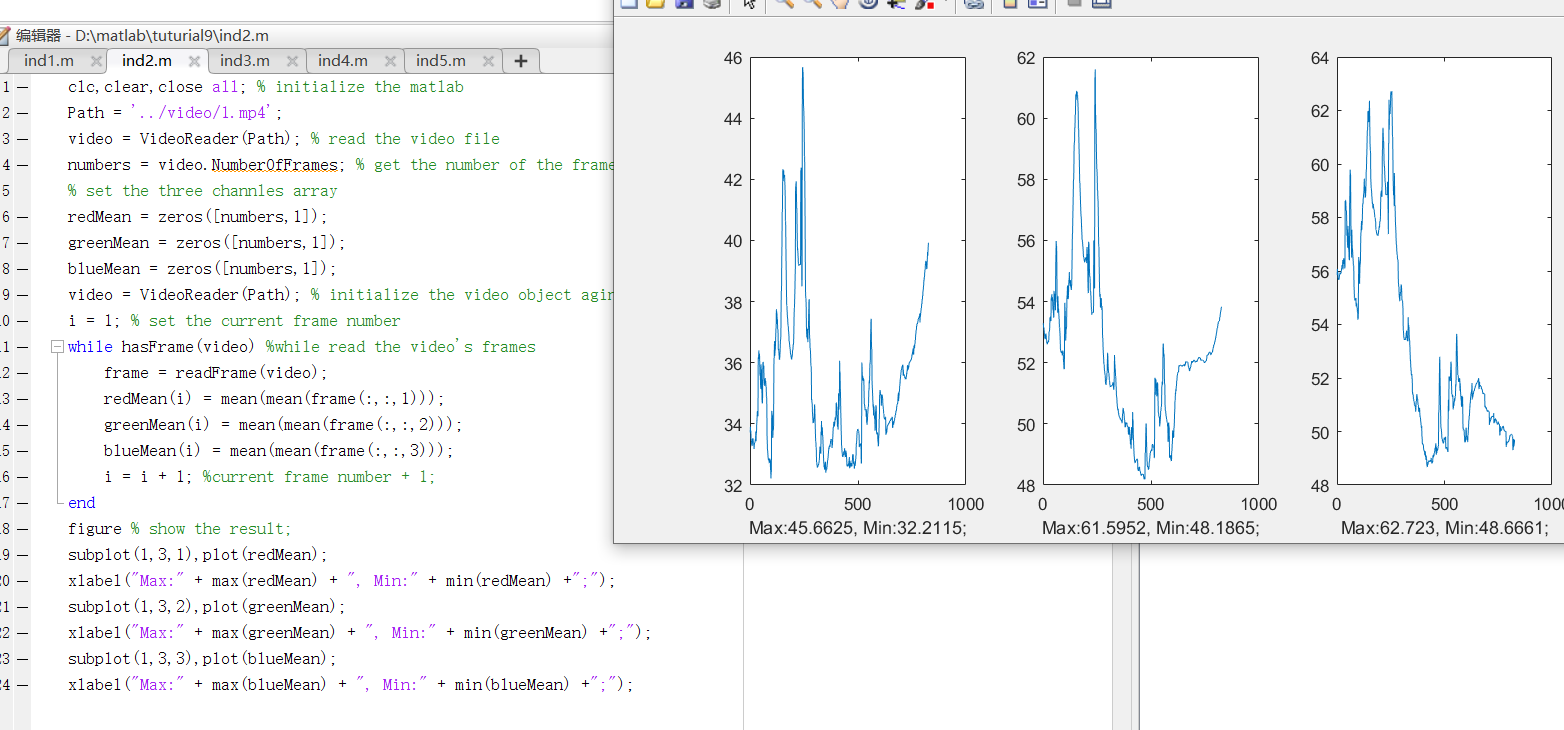 编辑器 - D:\matlab\tuturial9\ind2.m
ind1.m ind2.m ind3.m ind4.m ind5.m +
1 clc,clear,close all; % initialize the matlab
2 Path = '../video/1.mp4';
3 video = VideoReader(Path); % read the video file
4 numbers = video.NumberOfFrames; % get the number of the frame
5 % set the three channles array
6 redMean = zeros([numbers,1]);
7 greenMean = zeros([numbers,1]);
8 blueMean = zeros([numbers,1]);
9 video = VideoReader(Path); % initialize the video object agin
0 i = 1; % set the current frame number
1 while hasFrame(video) %while read the video's frames
2 frame = readFrame(video);
3 redMean(i) = mean(mean(frame(:,:,1)));
4 greenMean(i) = mean(mean(frame(:,:,2)));
5 blueMean(i) = mean(mean(frame(:,:,3)));
6 i = i + 1; %current frame number + 1;
7 end
8 figure % show the result;
9 subplot(1,3,1),plot(redMean);
20 xlabel("Max:" + max(redMean) + ", Min:" + min(redMean) +";");
21 subplot(1,3,2),plot(greenMean);
22 xlabel("Max:" + max(greenMean) + ", Min:" + min(greenMean) +";");
23 subplot(1,3,3),plot(blueMean);
24 xlabel("Max:" + max(blueMean) + ", Min:" + min(blueMean) +";");
46
44
42
40
38
36
34
32
0 500 1000
Max:45.6625, Min:32.2115;
62
60
58
56
54
52
50
48
0 500 1000
Max:61.5952, Min:48.1865;
64
62
60
58
56
54
52
50
48
0 500 100
Max:62.723, Min:48.6661;